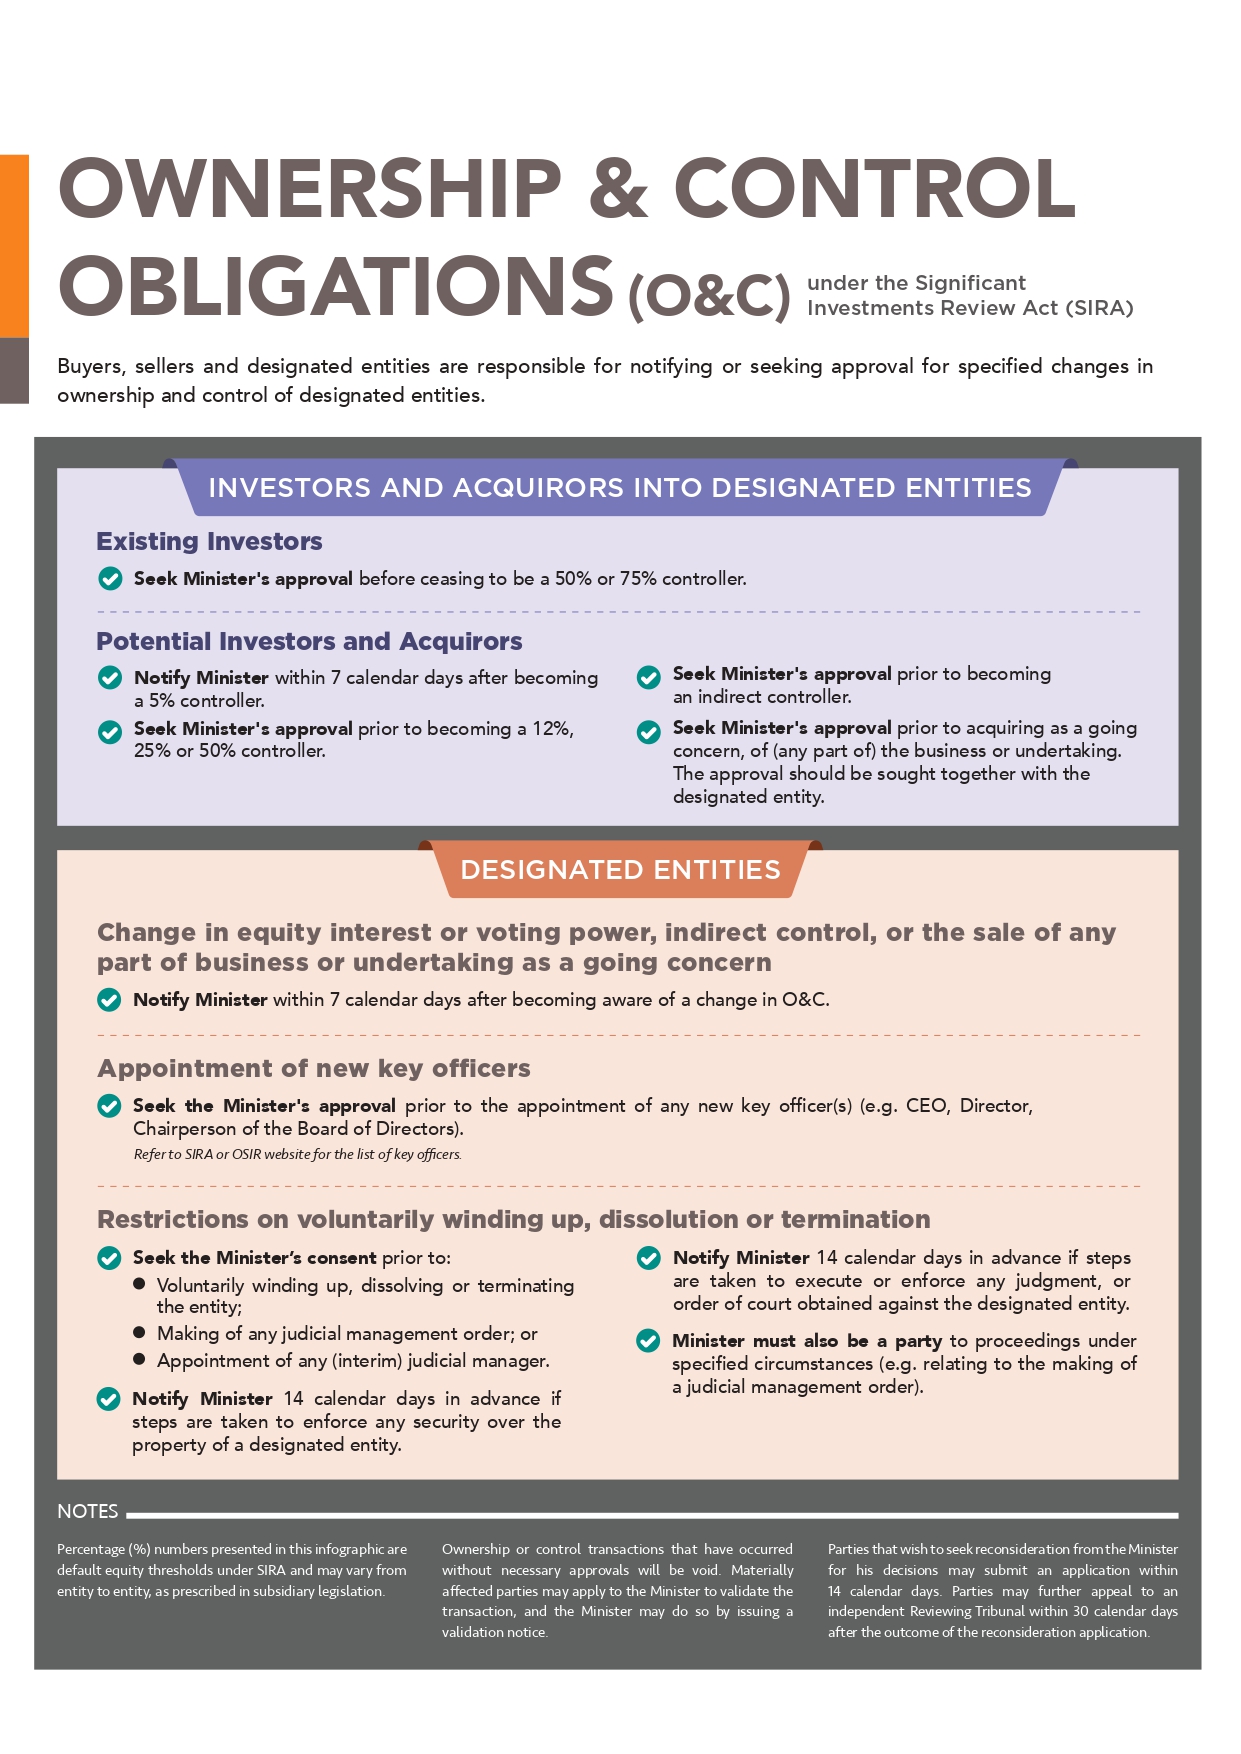 OWNERSHIP & CONTROL
OBLIGATIONS (O&C) under the Significant
Investments Review Act (SIRA)
Buyers, sellers and designated entities are responsible for notifying or seeking approval for specified changes in
ownership and control of designated entities.
INVESTORS AND ACQUIRORS INTO DESIGNATED ENTITIES
Existing Investors
Seek Minister's approval before ceasing to be a 50% or 75% controller.
Potential Investors and Acquirors
Notify Minister within 7 calendar days after becoming
a 5% controller.
Seek Minister's approval prior to becoming a 12%,
25% or 50% controller.
Seek Minister's approval prior to becoming
an indirect controller.
Seek Minister's approval prior to acquiring as a going
concern, of (any part of) the business or undertaking.
The approval should be sought together with the
designated entity.
DESIGNATED ENTITIES
Change in equity interest or voting power, indirect control, or the sale of any
part of business or undertaking as a going concern
Notify Minister within 7 calendar days after becoming aware of a change in O&C.
Appointment of new key officers
Seek the Minister's approval prior to the appointment of any new key officer(s) (e.g. CEO, Director,
Chairperson of the Board of Directors).
Refer to SIRA or OSIR website for the list of key officers.
Restrictions on voluntarily winding up, dissolution or termination
Seek the Minister’s consent prior to:
● Voluntarily winding up, dissolving or terminating
the entity;
● Making of any judicial management order; or
● Appointment of any (interim) judicial manager.
Notify Minister 14 calendar days in advance if
steps are taken to enforce any security over the
property of a designated entity.
Notify Minister 14 calendar days in advance if steps
are taken to execute or enforce any judgment, or
order of court obtained against the designated entity.
Minister must also be a party to proceedings under
specified circumstances (e.g. relating to the making of
a judicial management order).
NOTES
Percentage (%) numbers presented in this infographic are
default equity thresholds under SIRA and may vary from
entity to entity, as prescribed in subsidiary legislation.
Ownership or control transactions that have occurred
without necessary approvals will be void. Materially
affected parties may apply to the Minister to validate the
transaction, and the Minister may do so by issuing a
validation notice.
Parties that wish to seek reconsideration from the Minister
for his decisions may submit an application within
14 calendar days. Parties may further appeal to an
independent Reviewing Tribunal within 30 calendar days
after the outcome of the reconsideration application.